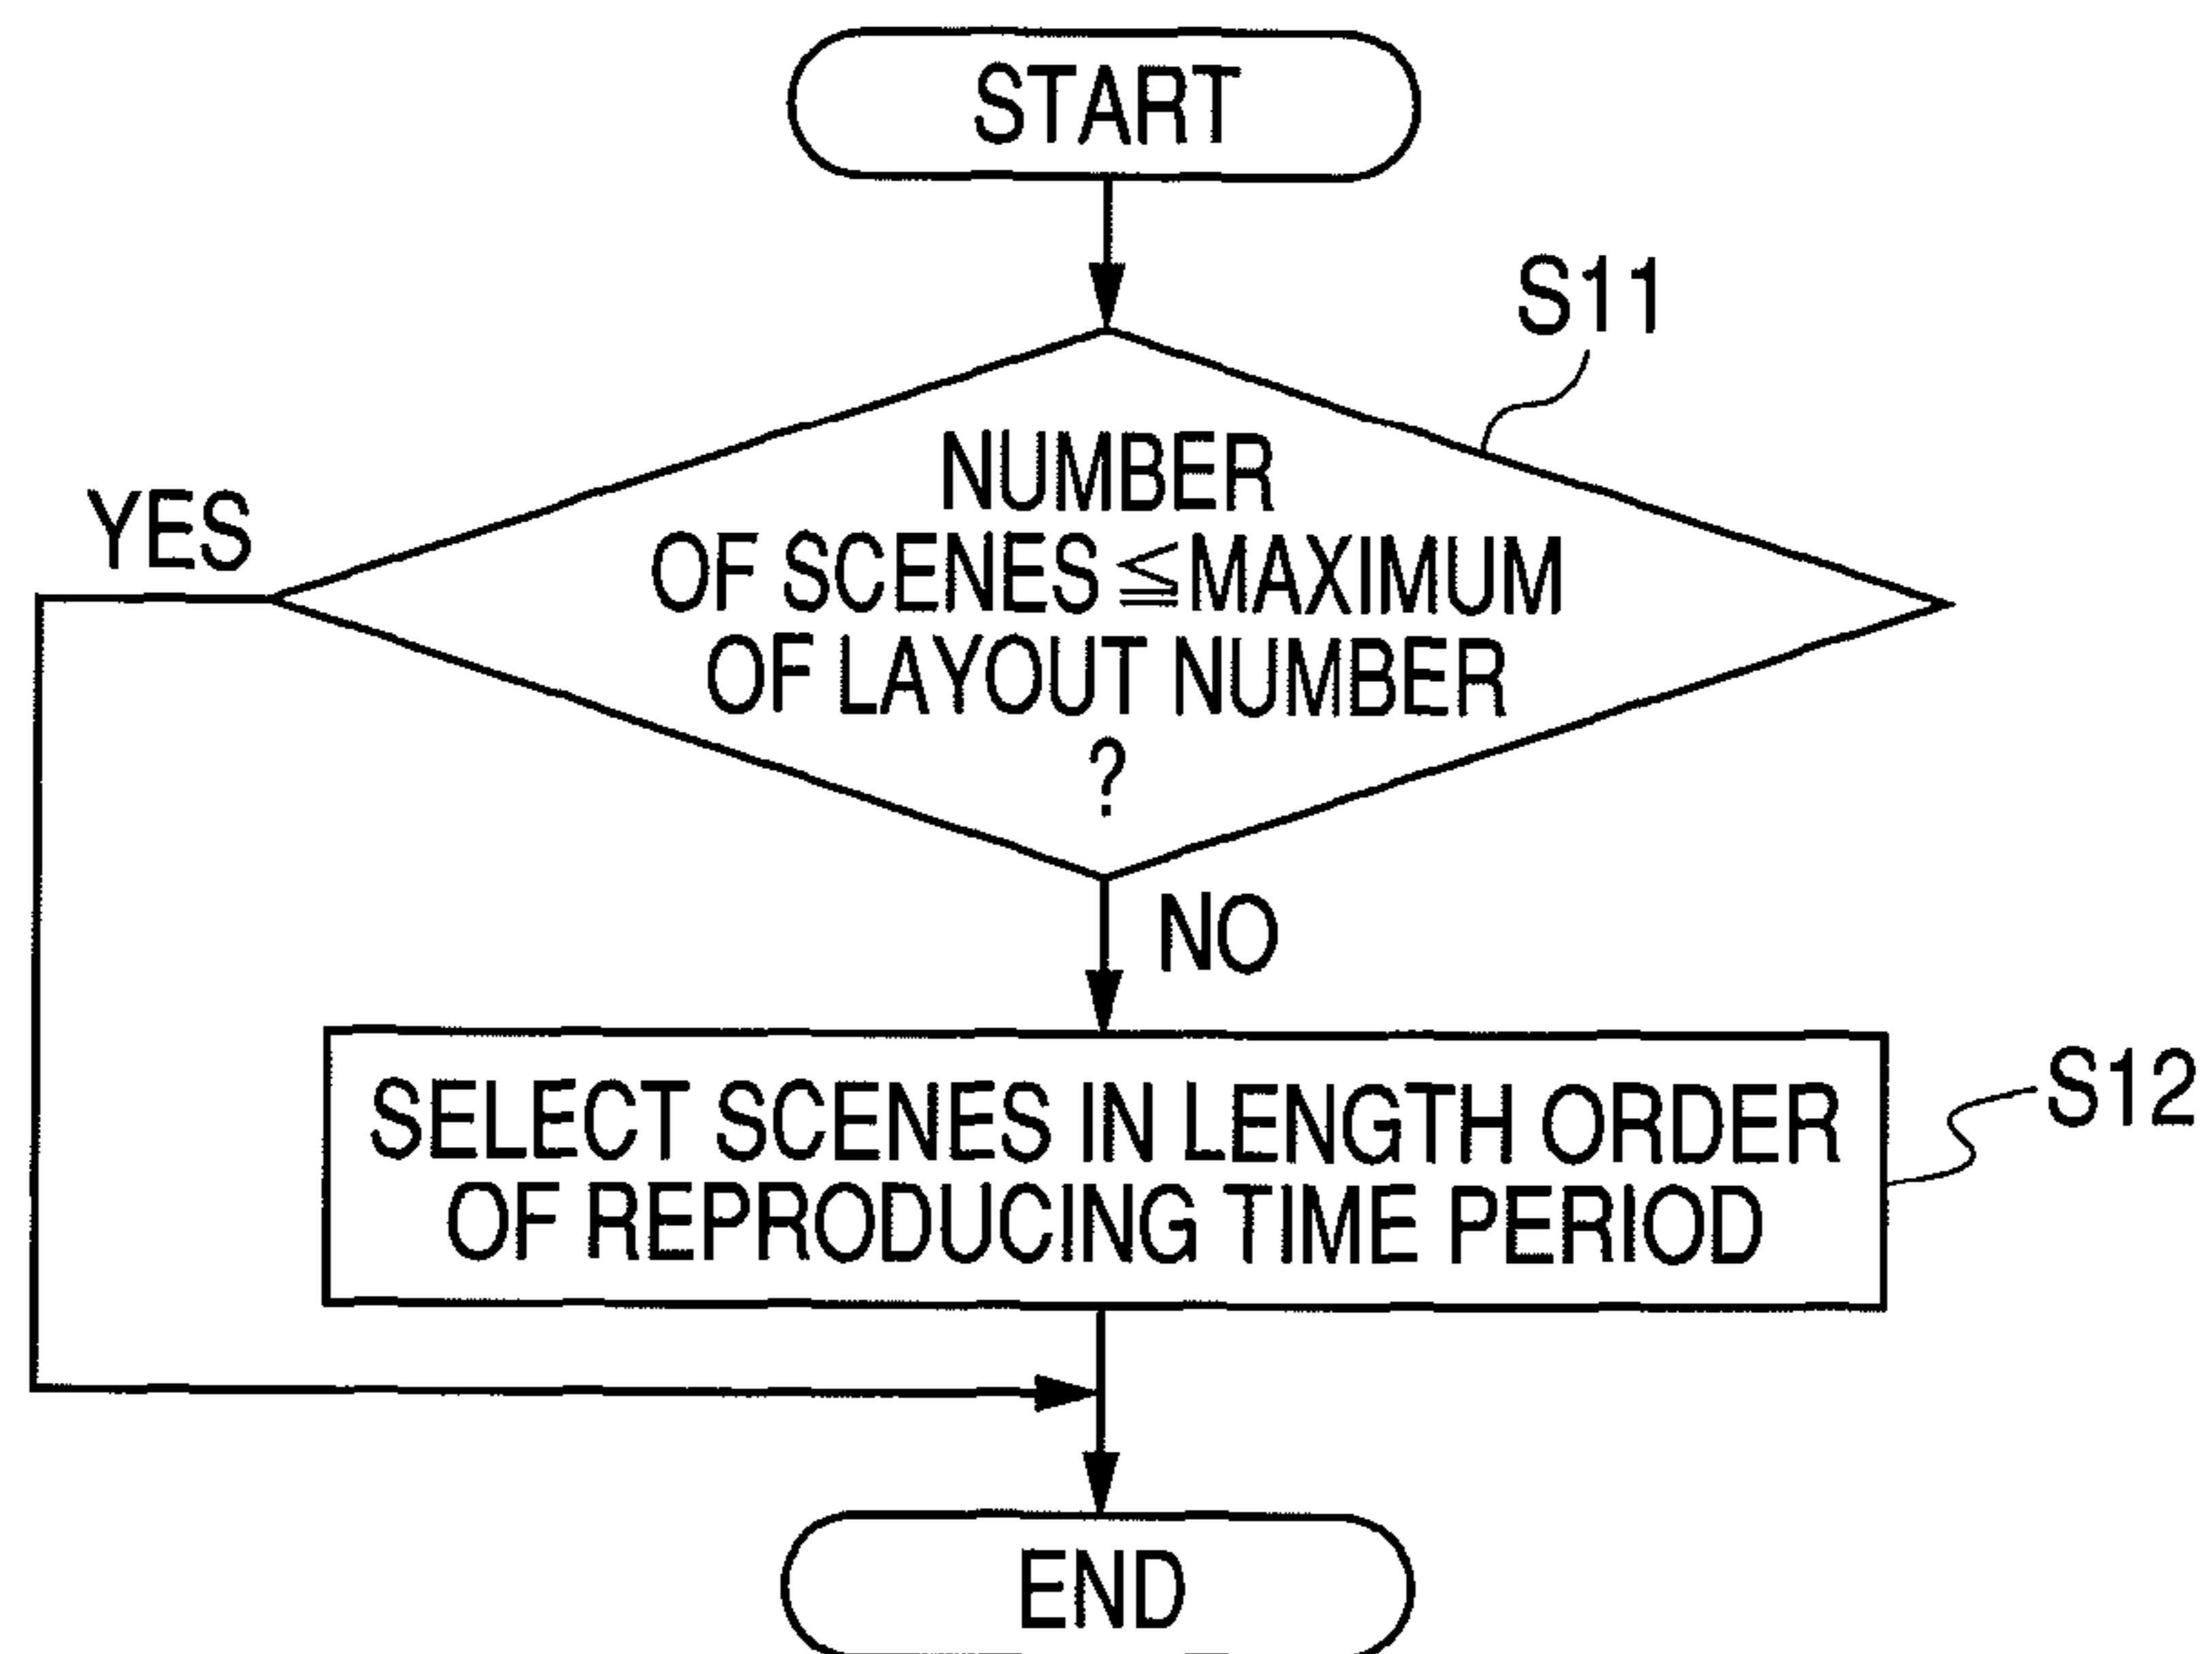 START
S11
NUMBER
OF SCENES ≦MAXIMUM
OF LAYOUT NUMBER
?
YES
NO
SELECT SCENES IN LENGTH ORDER
OF REPRODUCING TIME PERIOD
S12
END